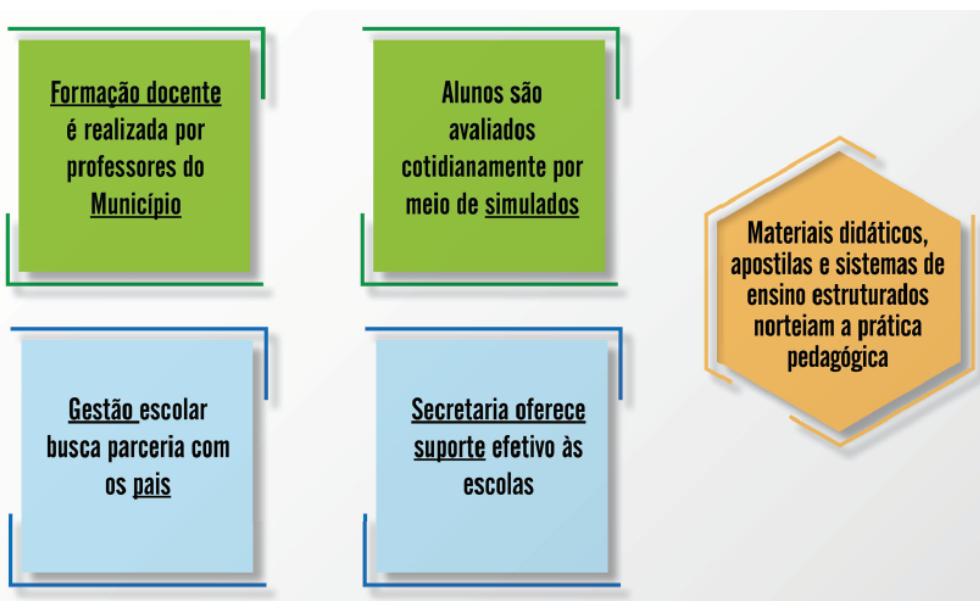 Formação docente
é realizada por
professores do
Município
Alunos são
avaliados
cotidianamente por
meio de simulados
Materiais didáticos,
apostilas e sistemas de
ensino estruturados
norteiam a prática
pedagógica
Gestão escolar
busca parceria com
os pais
Secretaria oferece
suporte efetivo às
escolas